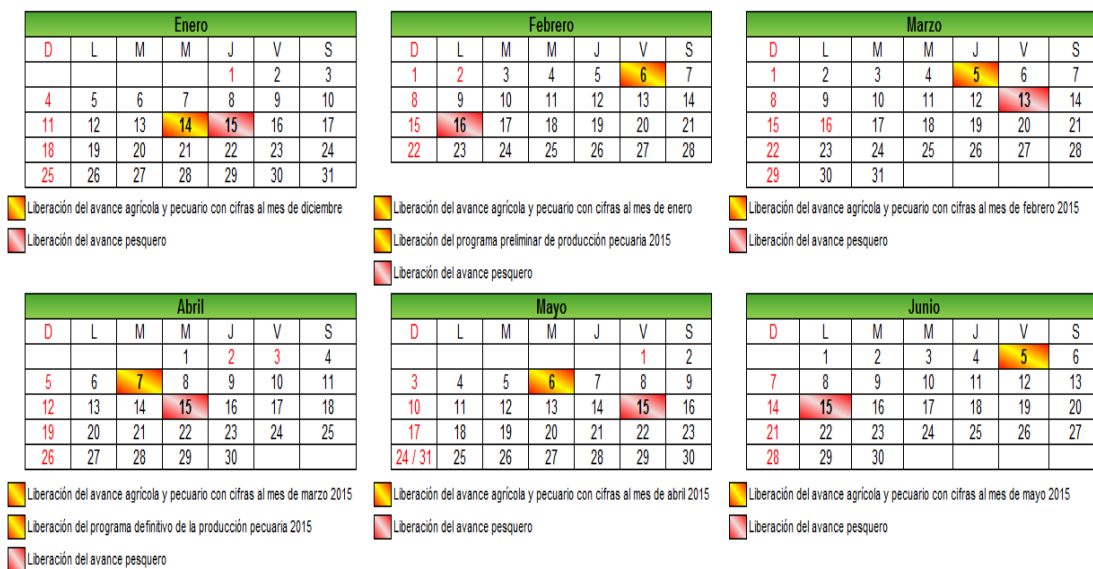 Enero
D L M M J V S
1 2 3
4 5 6 7 8 9 10
11 12 13 14 15 16 17
18 19 20 21 22 23 24
25 26 27 28 29 30 31
Liberación del avance agrícola y pecuario con cifras al mes de diciembre
Liberación del avance pesquero
Febrero
D L M M J V S
1 2 3 4 5 6 7
8 9 10 11 12 13 14
15 16 17 18 19 20 21
22 23 24 25 26 27 28
Liberación del avance agrícola y pecuario con cifras al mes de enero
Liberación del programa preliminar de producción pecuaria 2015
Liberación del avance pesquero
Marzo
D L M M J V S
1 2 3 4 5 6 7
8 9 10 11 12 13 14
15 16 17 18 19 20 21
22 23 24 25 26 27 28
29 30 31
Liberación del avance agrícola y pecuario con cifras al mes de febrero 2015
Liberación del avance pesquero
Abril
D L M M J V S
1 2 3 4
5 6 7 8 9 10 11
12 13 14 15 16 17 18
19 20 21 22 23 24 25
26 27 28 29 30
Liberación del avance agrícola y pecuario con cifras al mes de marzo 2015
Liberación del programa definitivo de la producción pecuaria 2015
Liberación del avance pesquero
Mayo
D L M M J V S
1 2
3 4 5 6 7 8 9
10 11 12 13 14 15 16
17 18 19 20 21 22 23
24 / 31 25 26 27 28 29 30
Liberación del avance agrícola y pecuario con cifras al mes de abril 2015
Liberación del avance pesquero
Junio
D L M M J V S
1 2 3 4 5 6
7 8 9 10 11 12 13
14 15 16 17 18 19 20
21 22 23 24 25 26 27
28 29 30
Liberación del avance agrícola y pecuario con cifras al mes de mayo 2015
Liberación del avance pesquero